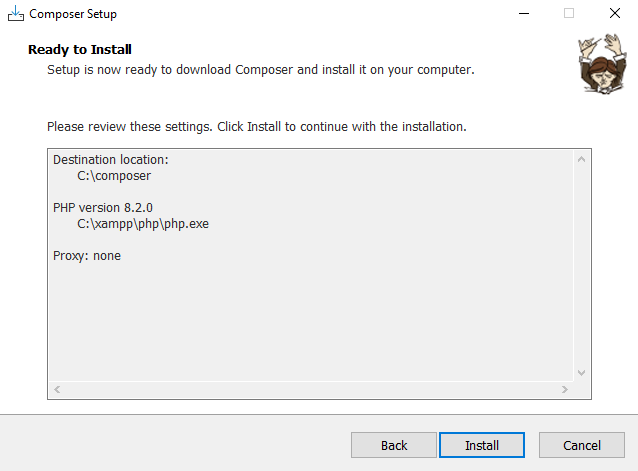 Composer Setup
Ready to Install
Setup is now ready to download Composer and install it on your computer.
Please review these settings. Click Install to continue with the installation.
Destination location:
C:\composer
PHP version 8.2.0
C:\xampp\php\php.exe
Proxy: none
Back
Install
Cancel